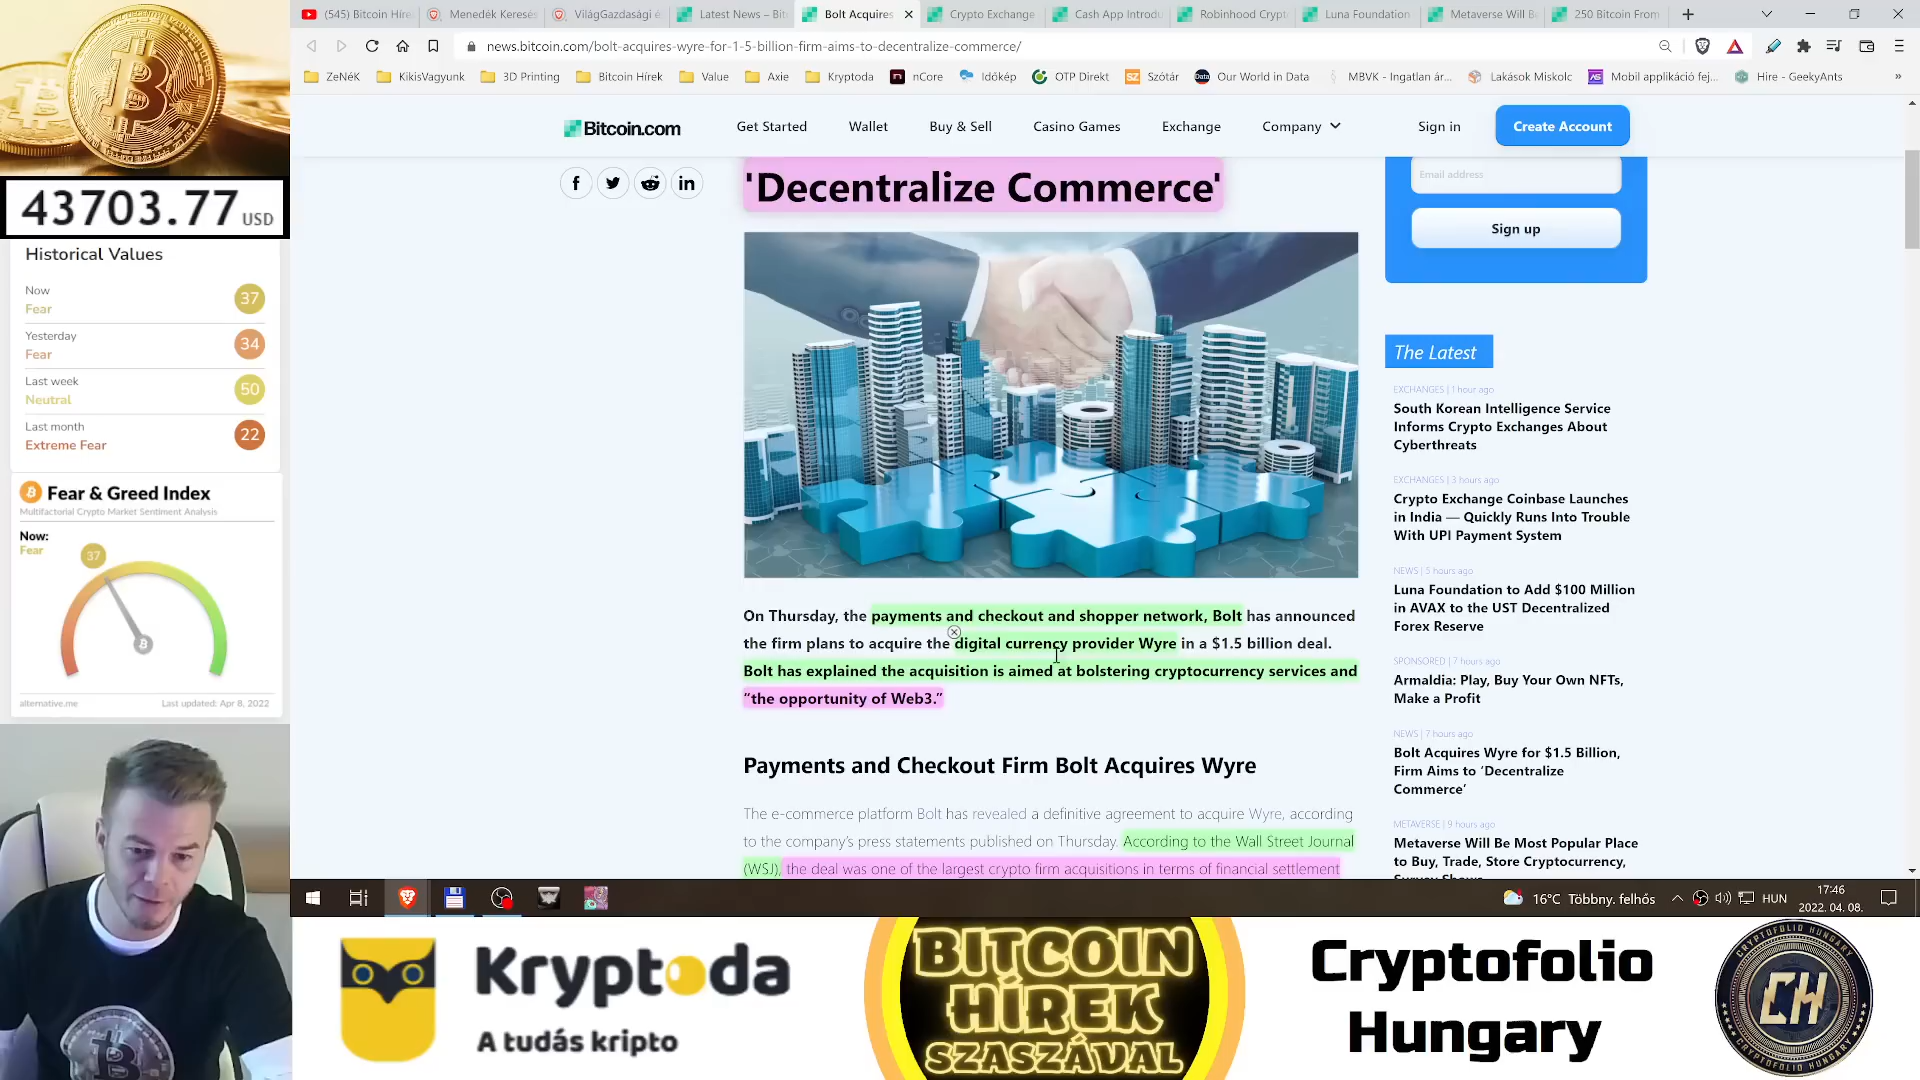 (545) Bitcoin Híre
Menedék Keresés
VilágGazdasági é
Latest News – Bit
Bolt Acquires
Crypto Exchange
Cash App Introdu
Robinhood Crypt
Luna Foundation
Metaverse Will Be
250 Bitcoin From
news.bitcoin.com/bolt-acquires-wyre-for-1-5-billion-firm-aims-to-decentralize-commerce/
ZeNéK
KikisVagyunk
3D Printing
Bitcoin Hírek
Value
Axie
Kryptoda
nCore
Időkép
OTP Direkt
Szótár
Our World in Data
MBVK - Ingatlan ár...
Lakások Miskolc
Mobil applikáció fej...
Hire - GeekyAnts
Bitcoin.com
Get Started
Wallet
Buy & Sell
Casino Games
Exchange
Company
Sign in
Create Account
43703.77 USD
Historical Values
Now
Fear
37
Yesterday
Fear
34
Last week
Neutral
50
Last month
Extreme Fear
22
Fear & Greed Index
Multifactorial Crypto Market Sentiment Analysis
Now:
Fear
37
alternative.me
Last updated: Apr 8, 2022
'Decentralize Commerce'
On Thursday, the payments and checkout and shopper network, Bolt has announced
the firm plans to acquire the digital currency provider Wyre in a $1.5 billion deal.
Bolt has explained the acquisition is aimed at bolstering cryptocurrency services and
“the opportunity of Web3.”
Payments and Checkout Firm Bolt Acquires Wyre
The e-commerce platform Bolt has revealed a definitive agreement to acquire Wyre, according
to the company’s press statements published on Thursday. According to the Wall Street Journal
(WSJ), the deal was one of the largest crypto firm acquisitions in terms of financial settlement
Email address
Sign up
The Latest
EXCHANGES | 1 hour ago
South Korean Intelligence Service
Informs Crypto Exchanges About
Cyberthreats
EXCHANGES | 3 hours ago
Crypto Exchange Coinbase Launches
in India — Quickly Runs Into Trouble
With UPI Payment System
NEWS | 5 hours ago
Luna Foundation to Add $100 Million
in AVAX to the UST Decentralized
Forex Reserve
SPONSORED | 7 hours ago
Armaldia: Play, Buy Your Own NFTs,
Make a Profit
NEWS | 7 hours ago
Bolt Acquires Wyre for $1.5 Billion,
Firm Aims to ‘Decentralize
Commerce’
METAVERSE | 9 hours ago
Metaverse Will Be Most Popular Place
to Buy, Trade, Store Cryptocurrency,
Survey Shows
16°C Többny. felhős
HUN
17:46
2022. 04. 08.
Kryptoda
A tudás kripto
BITCOIN
HÍREK
SZASZÁVAL
Cryptofolio
Hungary
CRYPTOFOLIO HUNGARY
CH
CRYPTOFOLIO HUNGARY